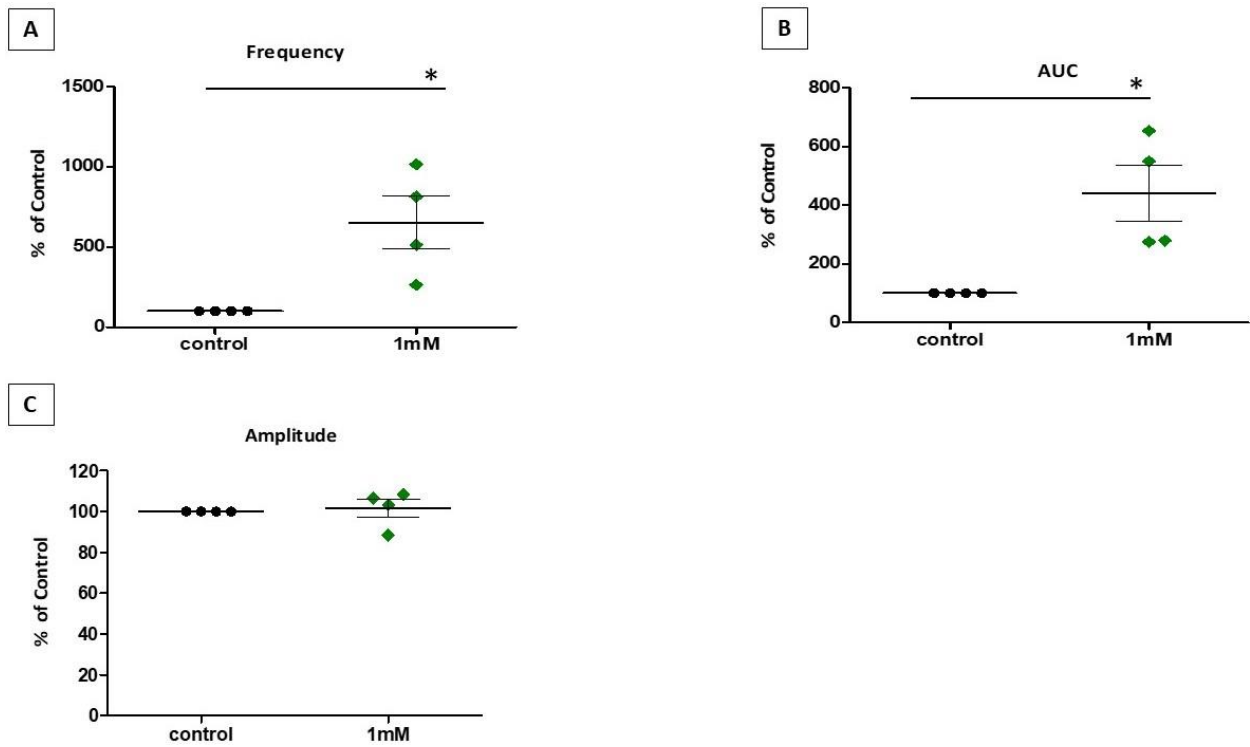 A
Frequency
*
% of Control
1500
1000
500
0
control 1mM
B
AUC
*
% of Control
800
600
400
200
0
control 1mM
C
Amplitude
% of Control
120
100
80
60
40
20
0
control 1mM